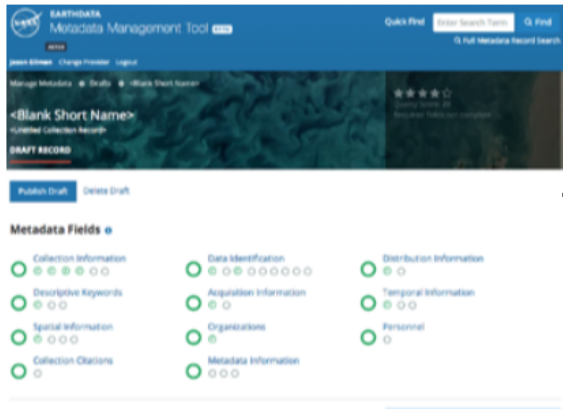 NASA
EARTHDATA
Metadata Management Tool
Quick Find Enter Search Term Find
Full Metadata Record Search
Change Provider Logout
Manage Metadata Drafts <Blank Short Name>
<Blank Short Name>
<Untitled Collection Record>
DRAFT RECORD
Publish Draft Delete Draft
Metadata Fields
Collection Information Data Identification Distribution Information
Descriptive Keywords Acquisition Information Temporal Information
Spatial Information Organizations Personnel
Collection Citations Metadata Information